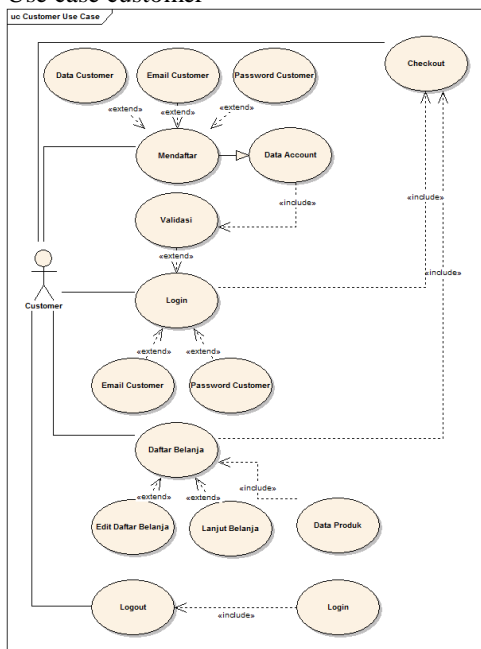 Use case customer
uc Customer Use Case
Checkout
Data Customer
Email Customer
Password Customer
«extend»
«extend»
«extend»
Mendaftar
Data Account
«include»
Validasi
«extend»
«include»
Customer
Login
«extend»
«extend»
Email Customer
Password Customer
Daftar Belanja
«extend»
«extend»
«include»
Edit Daftar Belanja
Lanjut Belanja
Data Produk
Logout
«include»
Login